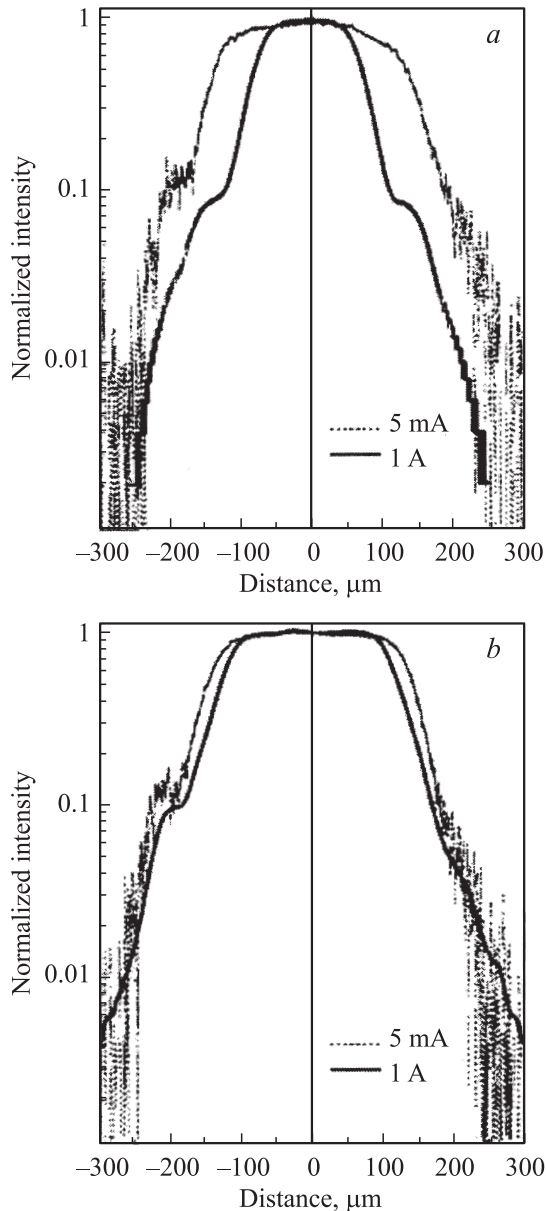 a
1
0.1
0.01
Normalized intensity
5 mA
1 A
–300 –200 –100 0 100 200 300
Distance, μm
b
1
0.1
0.01
Normalized intensity
5 mA
1 A
–300 –200 –100 0 100 200 300
Distance, μm